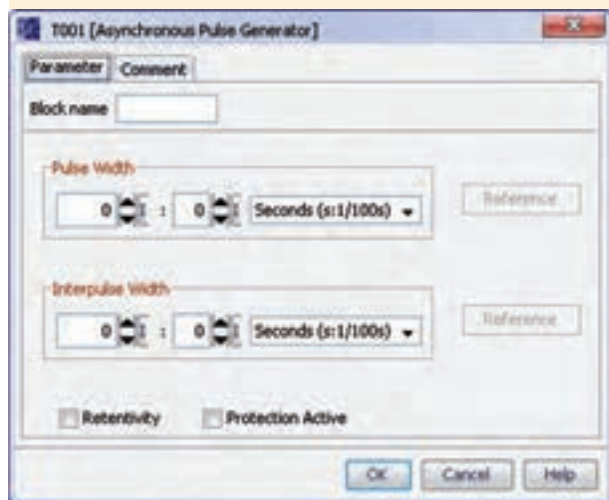 T001 [Asynchronous Pulse Generator]
Parameter Comment
Block name
Pulse Width
0 : 0 Seconds (s:1/100s)
Reference
Interpulse Width
0 : 0 Seconds (s:1/100s)
Reference
Retentivity Protection Active
OK Cancel Help